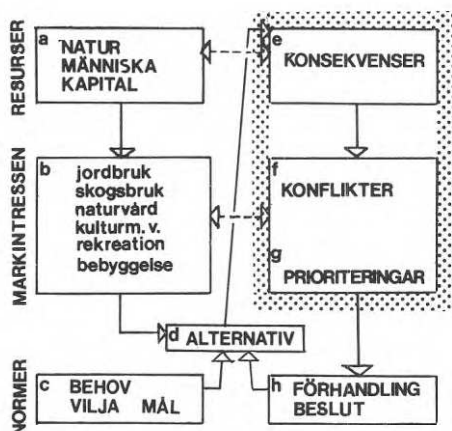 RESURSER
a
NATUR
MÄNNISKA
KAPITAL
e
KONSEKVENSER
MARKINTRESSEN
b
jordbruk
skogsbruk
naturvård
kulturm. v.
rekreation
bebyggelse
f
KONFLIKTER
g
PRIORITERINGAR
d ALTERNATIV
NORMER
c
BEHOV
VILJA MÅL
h
FÖRHANDLING
BESLUT